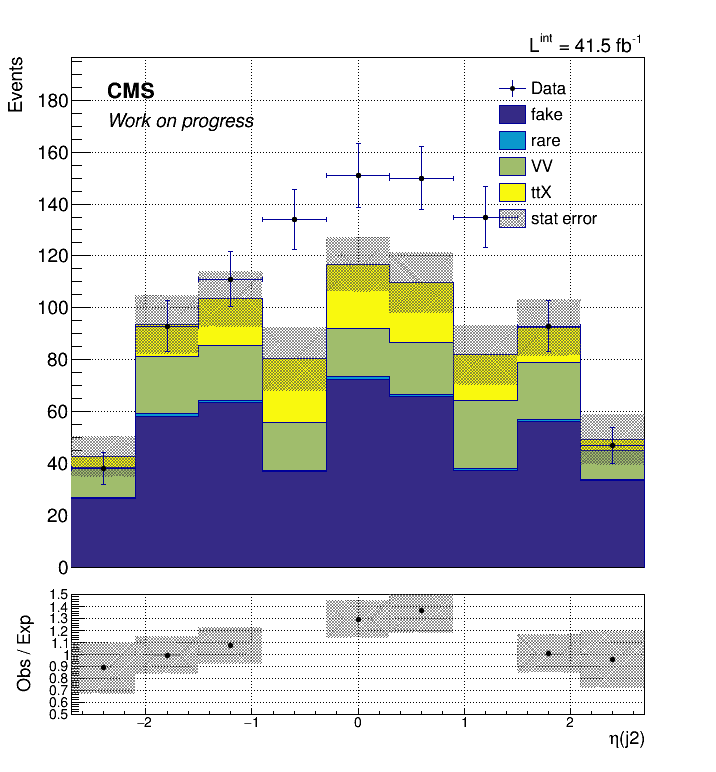 L^int = 41.5 fb^-1
Events
CMS
Work on progress
Data
fake
rare
VV
ttX
stat error
180
160
140
120
100
80
60
40
20
0
Obs / Exp
1.5
1.4
1.3
1.2
1.1
1
0.9
0.8
0.7
0.6
0.5
−2 −1 0 1 2
η(j2)